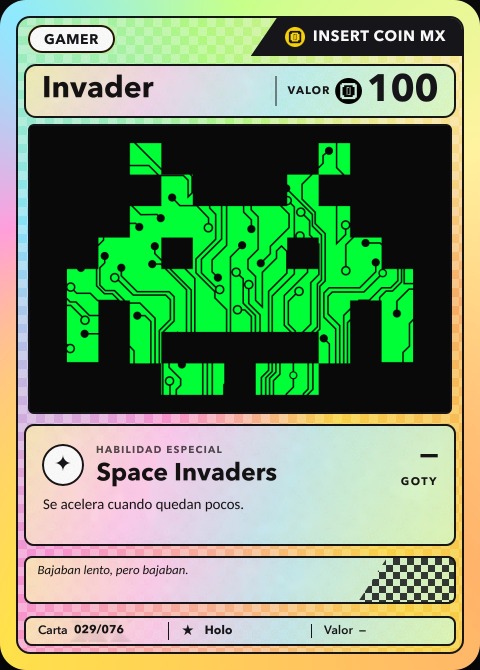 GAMER
INSERT COIN MX
Invader
VALOR 100
HABILIDAD ESPECIAL
Space Invaders
—
GOTY
Se acelera cuando quedan pocos.
Bajaban lento, pero bajaban.
Carta 029/076 ★ Holo Valor —